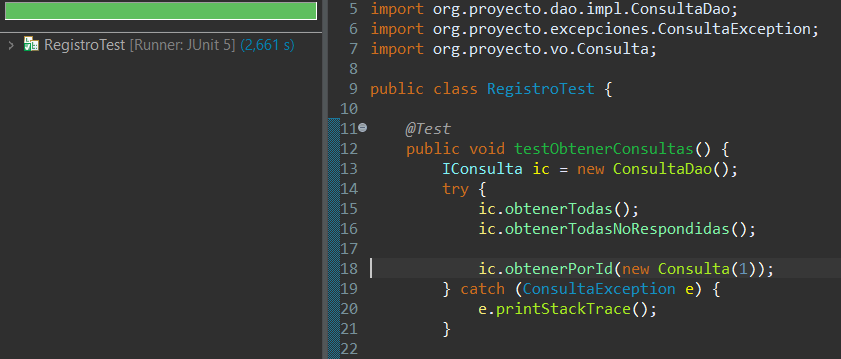 RegistroTest [Runner: JUnit 5] (2,661 s)
5 import org.proyecto.dao.impl.ConsultaDao;
6 import org.proyecto.excepciones.ConsultaException;
7 import org.proyecto.vo.Consulta;
8
9 public class RegistroTest {
10
11 @Test
12 public void testObtenerConsultas() {
13 IConsulta ic = new ConsultaDao();
14 try {
15 ic.obtenerTodas();
16 ic.obtenerTodasNoRespondidas();
17
18 ic.obtenerPorId(new Consulta(1));
19 } catch (ConsultaException e) {
20 e.printStackTrace();
21 }
22